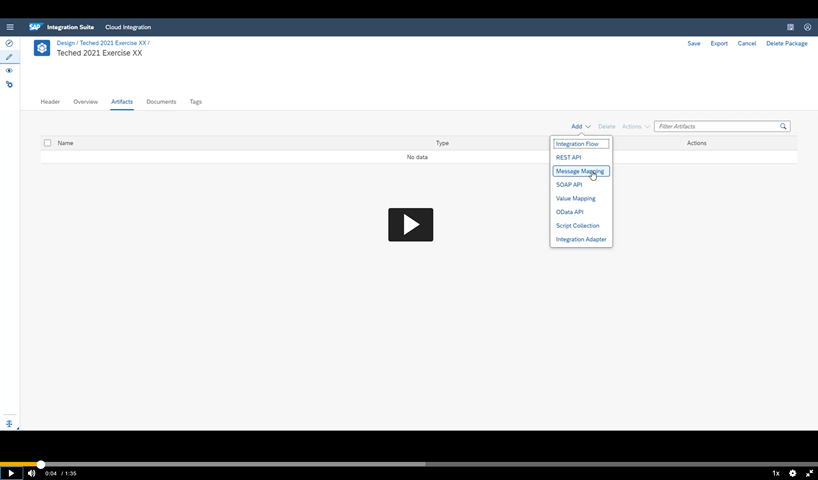 SAP Integration Suite Cloud Integration
Design / Teched 2021 Exercise XX /
Teched 2021 Exercise XX
Save Export Cancel Delete Package
Header Overview Artifacts Documents Tags
Add Delete Actions Filter Artifacts
Name Type Actions
No data
Integration Flow
REST API
Message Mapping
SOAP API
Value Mapping
OData API
Script Collection
Integration Adapter
0:04 / 1:35 1x